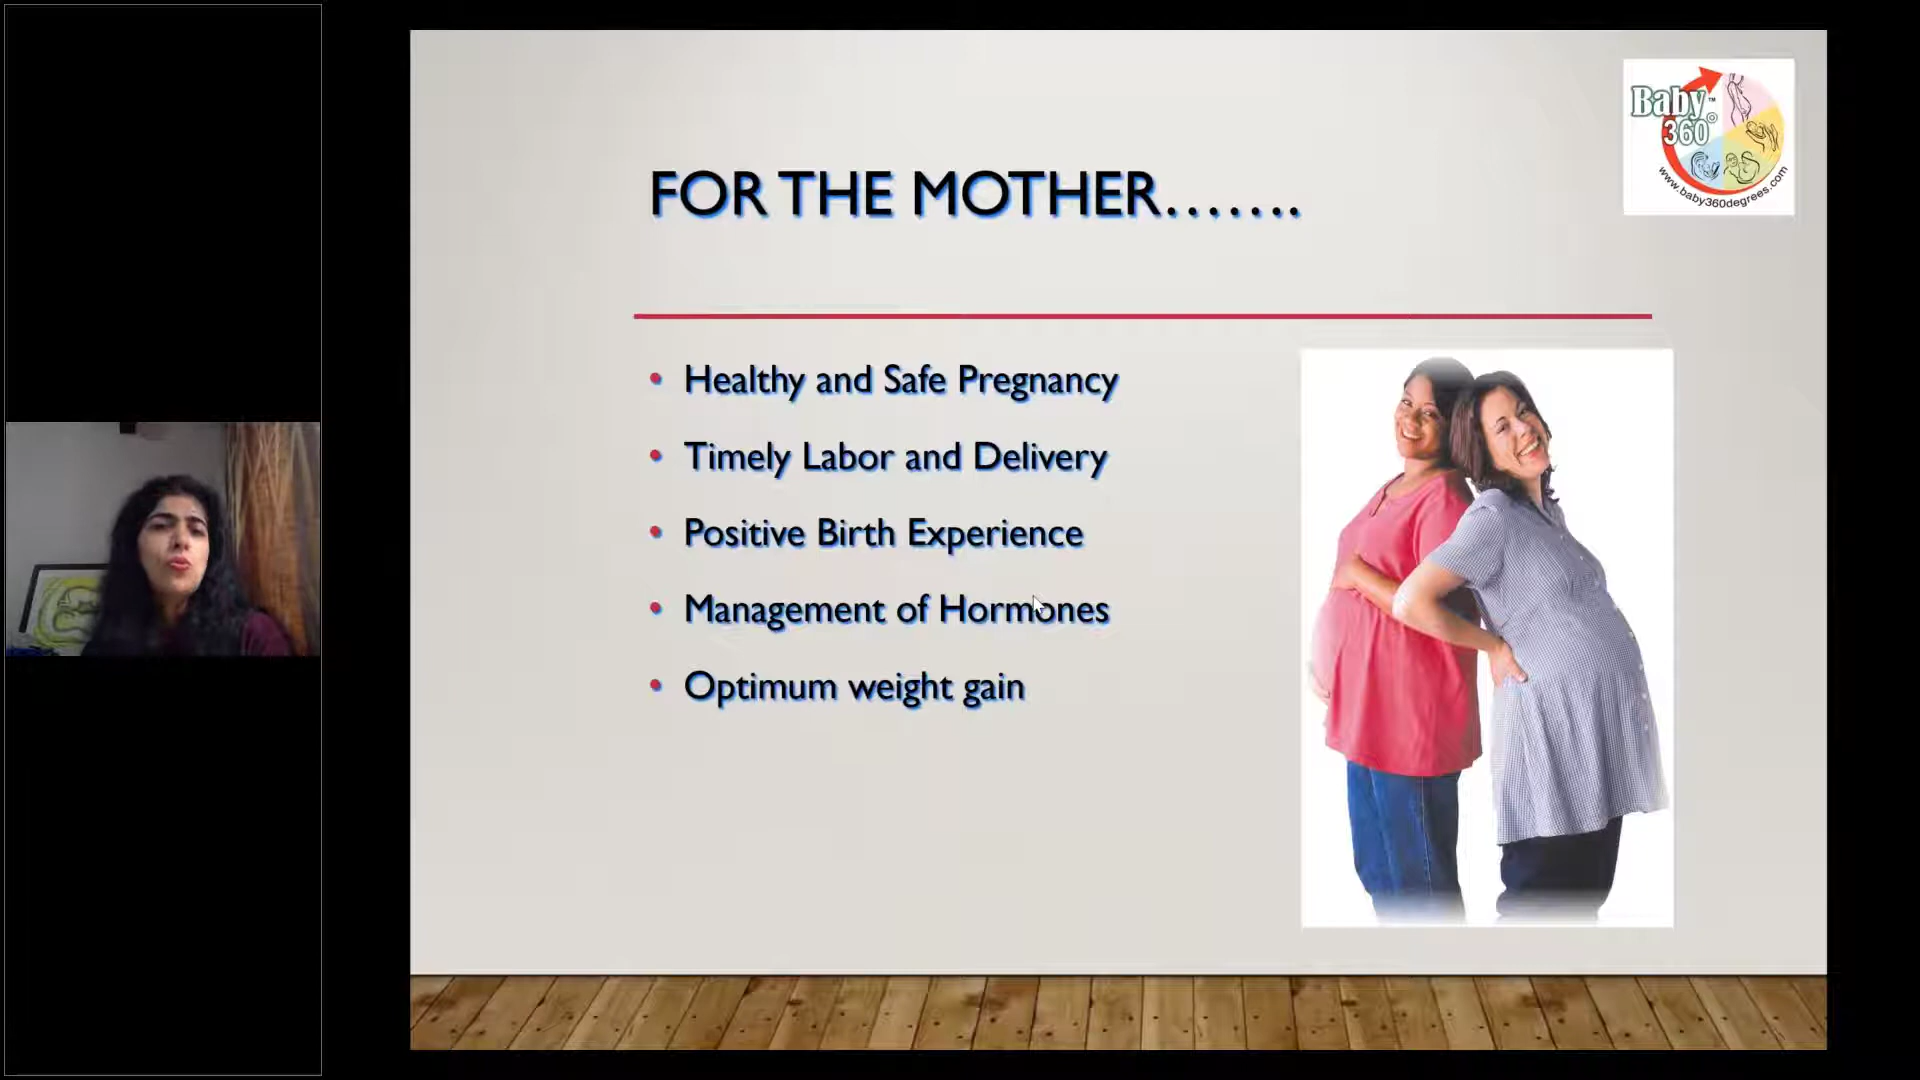 Baby™
360°
www.baby360degrees.com
FOR THE MOTHER.......
• Healthy and Safe Pregnancy
• Timely Labor and Delivery
• Positive Birth Experience
• Management of Hormones
• Optimum weight gain